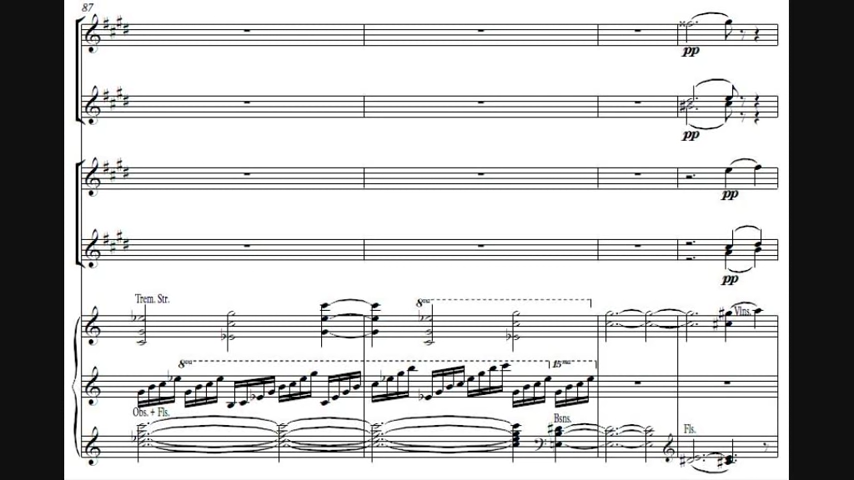 87
pp
pp
pp
pp
Trem. Str.
8va
Vlns.
8va
15ma
Obs. + Fls.
Bsns.
Fls.